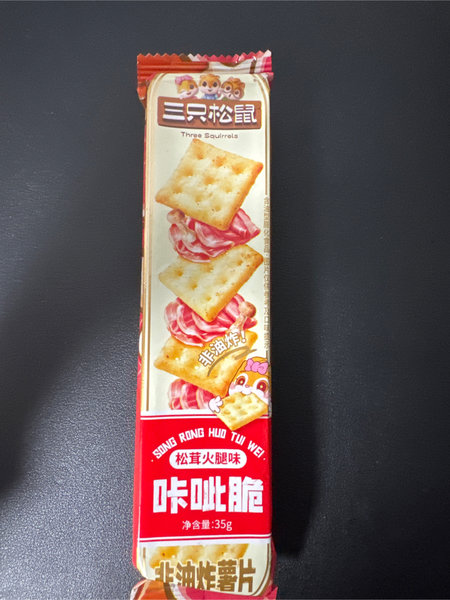 三只松鼠
Three Squirrels
非油炸!
SONG RONG HUO TUI WEI
松茸火腿味
咔呲脆
净含量:35g
非油炸薯片